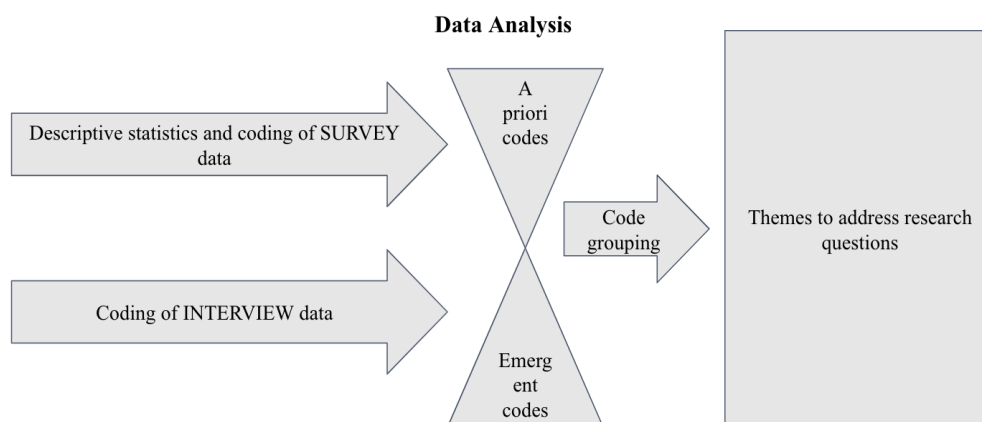 Data Analysis
Descriptive statistics and coding of SURVEY
data
A
priori
codes
Code
grouping
Themes to address research
questions
Coding of INTERVIEW data
Emerg
ent
codes